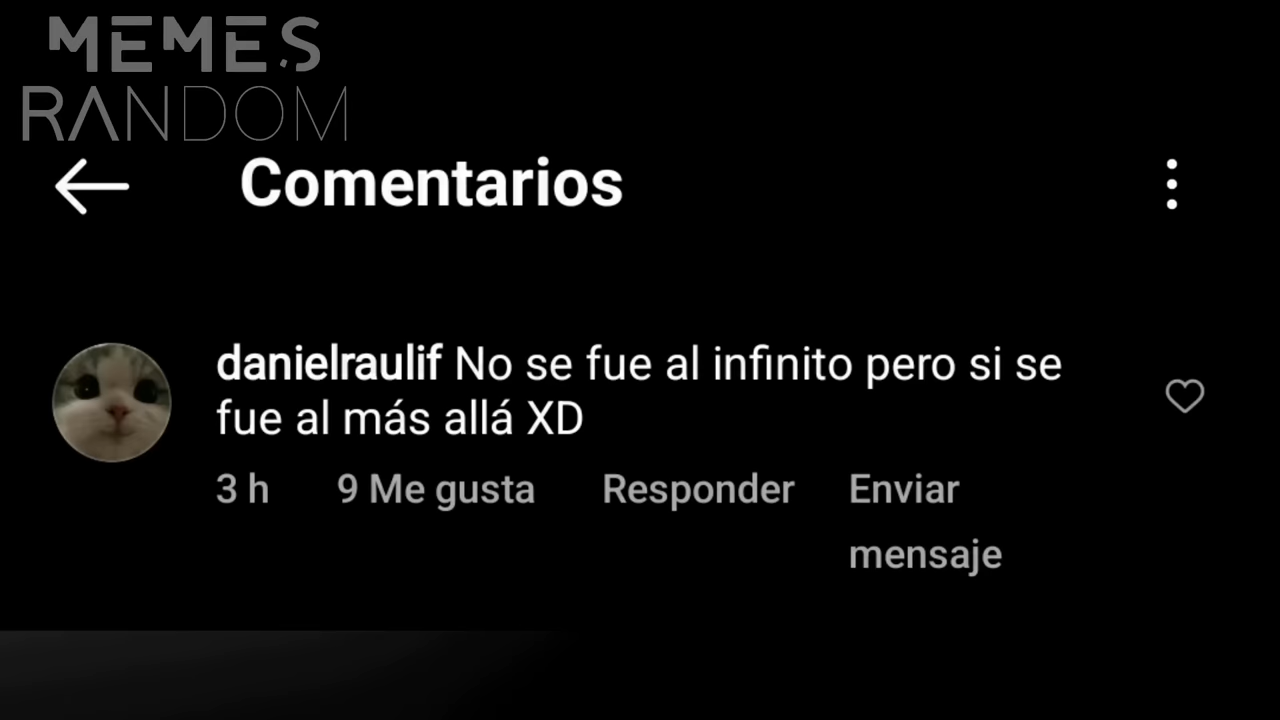 MEMES
RANDOM
Comentarios
danielraulif No se fue al infinito pero si se
fue al más allá XD
3 h 9 Me gusta Responder Enviar
mensaje